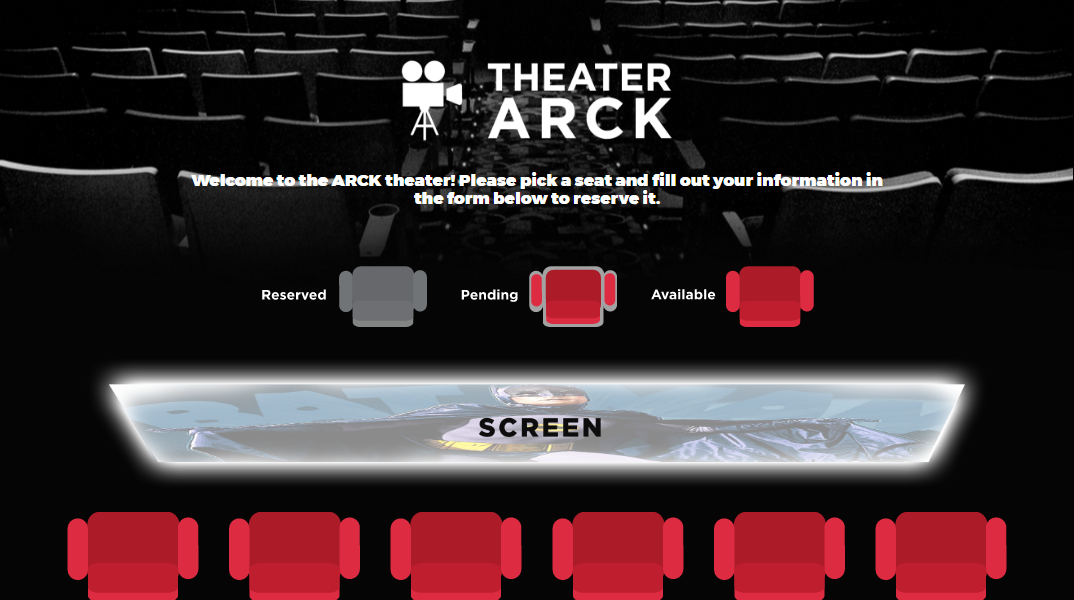 THEATER
ARCK
Welcome to the ARCK theater! Please pick a seat and fill out your information in
the form below to reserve it.
Reserved
Pending
Available
SCREEN